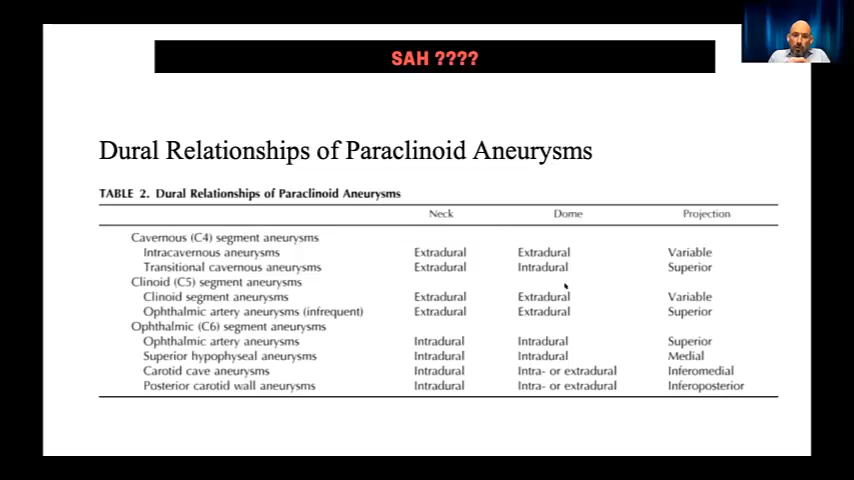 SAH ????
Dural Relationships of Paraclinoid Aneurysms
TABLE 2. Dural Relationships of Paraclinoid Aneurysms
Neck Dome Projection
Cavernous (C4) segment aneurysms
Intracavernous aneurysms Extradural Extradural Variable
Transitional cavernous aneurysms Extradural Intradural Superior
Clinoid (C5) segment aneurysms
Clinoid segment aneurysms Extradural Extradural Variable
Ophthalmic artery aneurysms (infrequent) Extradural Extradural Superior
Ophthalmic (C6) segment aneurysms
Ophthalmic artery aneurysms Intradural Intradural Superior
Superior hypophyseal aneurysms Intradural Intradural Medial
Carotid cave aneurysms Intradural Intra- or extradural Inferomedial
Posterior carotid wall aneurysms Intradural Intra- or extradural Inferoposterior